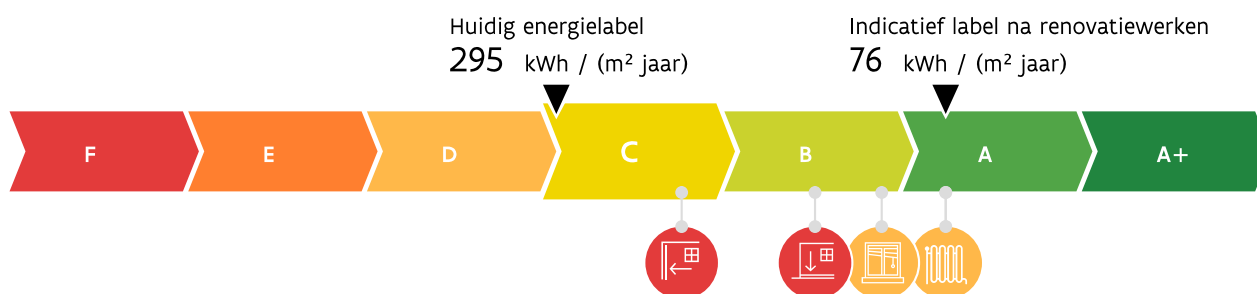 Huidig energielabel
295 kWh / (m² jaar)
Indicatief label na renovatiewerken
76 kWh / (m² jaar)
F E D C B A A+